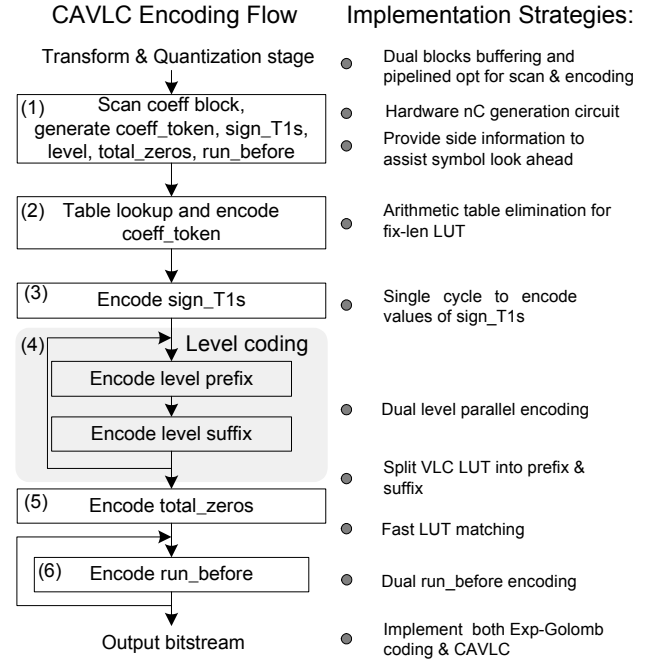 CAVLC Encoding Flow
Transform & Quantization stage
(1) Scan coeff block,
generate coeff_token, sign_T1s,
level, total_zeros, run_before
(2) Table lookup and encode
coeff_token
(3) Encode sign_T1s
(4) Level coding
Encode level prefix
Encode level suffix
(5) Encode total_zeros
(6) Encode run_before
Output bitstream
Implementation Strategies:
Dual blocks buffering and
pipelined opt for scan & encoding
Hardware nC generation circuit
Provide side information to
assist symbol look ahead
Arithmetic table elimination for
fix-len LUT
Single cycle to encode
values of sign_T1s
Dual level parallel encoding
Split VLC LUT into prefix &
suffix
Fast LUT matching
Dual run_before encoding
Implement both Exp-Golomb
coding & CAVLC